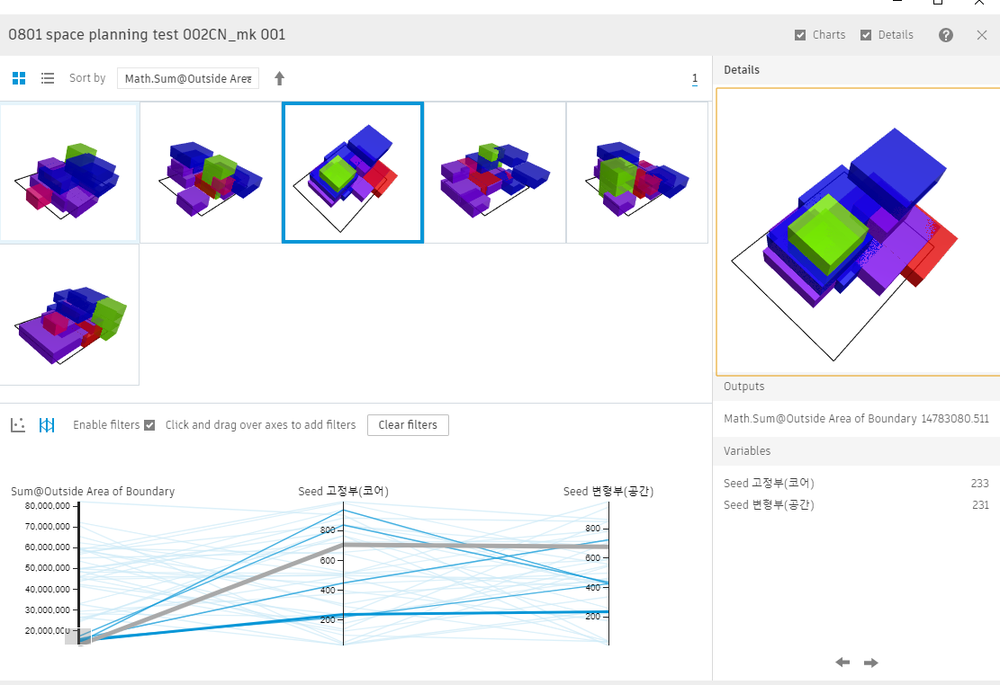 0801 space planning test 002CN_mk 001
Charts Details
Sort by Math.Sum@Outside Are 1
Details
Outputs
Math.Sum@Outside Area of Boundary 14783080.511
Variables
Seed 고정부(코어) 233
Seed 변형부(공간) 231
Enable filters Click and drag over axes to add filters Clear filters
Sum@Outside Area of Boundary Seed 고정부(코어) Seed 변형부(공간)
80,000,000
70,000,000
60,000,000
50,000,000
40,000,000
30,000,000
20,000,000
800
600
400
200
800
600
400
200